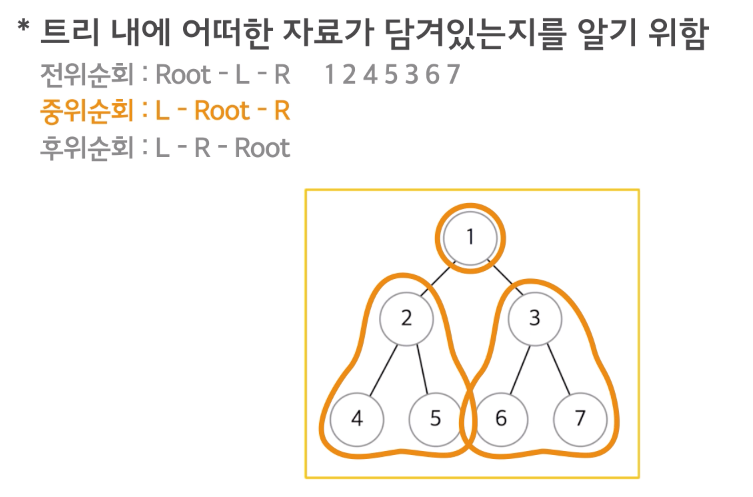 * 트리 내에 어떠한 자료가 담겨있는지를 알기 위함
전위순회 : Root - L - R 1 2 4 5 3 6 7
중위순회 : L - Root - R
후위순회 : L - R - Root
1
2 3
4 5 6 7